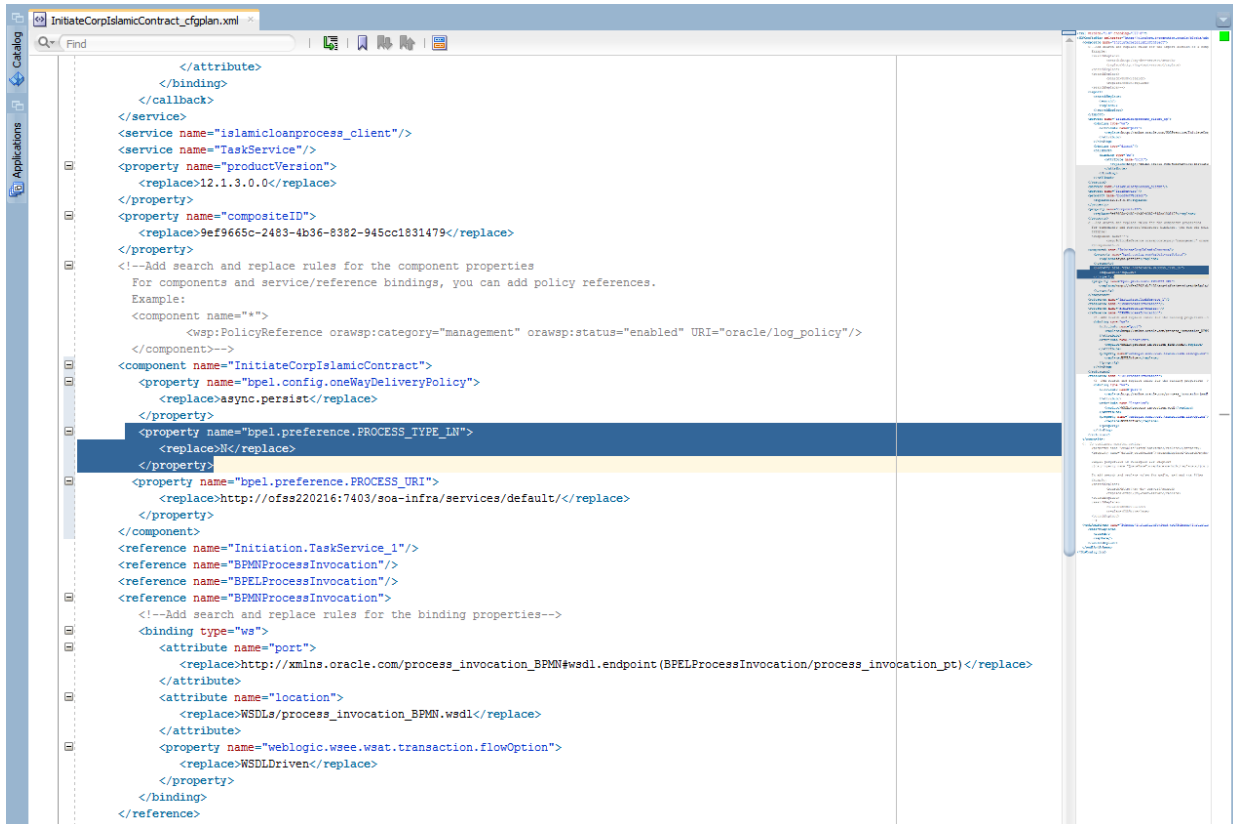 InitiateCorpIslamicContract_cfgplan.xml
Catalog
Applications
Find
</attribute>
</binding>
</callback>
</service>
<service name="islamicloanprocess_client"/>
<service name="TaskService"/>
<property name="productVersion">
<replace>12.1.3.0.0</replace>
</property>
<property name="compositeID">
<replace>9ef9665c-2483-4b36-8382-945cc1831479</replace>
</property>
<!--Add search and replace rules for the component properties
For components and service/reference bindings, you can add policy references.
Example:
<component name="*">
<wsp:PolicyReference orawsp:category="management" orawsp:status="enabled" URI="oracle/log_policy"/>
</component>-->
<component name="InitiateCorpIslamicContract">
<property name="bpel.config.oneWayDeliveryPolicy">
<replace>async.persist</replace>
</property>
<property name="bpel.preference.PROCESS_TYPE_LN">
<replace>N</replace>
</property>
<property name="bpel.preference.PROCESS_URI">
<replace>http://ofss220216:7403/soa-infra/services/default/</replace>
</property>
</component>
<reference name="Initiation.TaskService_1"/>
<reference name="BPMNProcessInvocation"/>
<reference name="BPELProcessInvocation"/>
<reference name="BPMNProcessInvocation">
<!--Add search and replace rules for the binding properties-->
<binding type="ws">
<attribute name="port">
<replace>http://xmlns.oracle.com/process_invocation_BPMN#wsdl.endpoint(BPELProcessInvocation/process_invocation_pt)</replace>
</attribute>
<attribute name="location">
<replace>WSDLs/process_invocation_BPMN.wsdl</replace>
</attribute>
<property name="weblogic.wsee.wsat.transaction.flowOption">
<replace>WSDLDriven</replace>
</property>
</binding>
</reference>